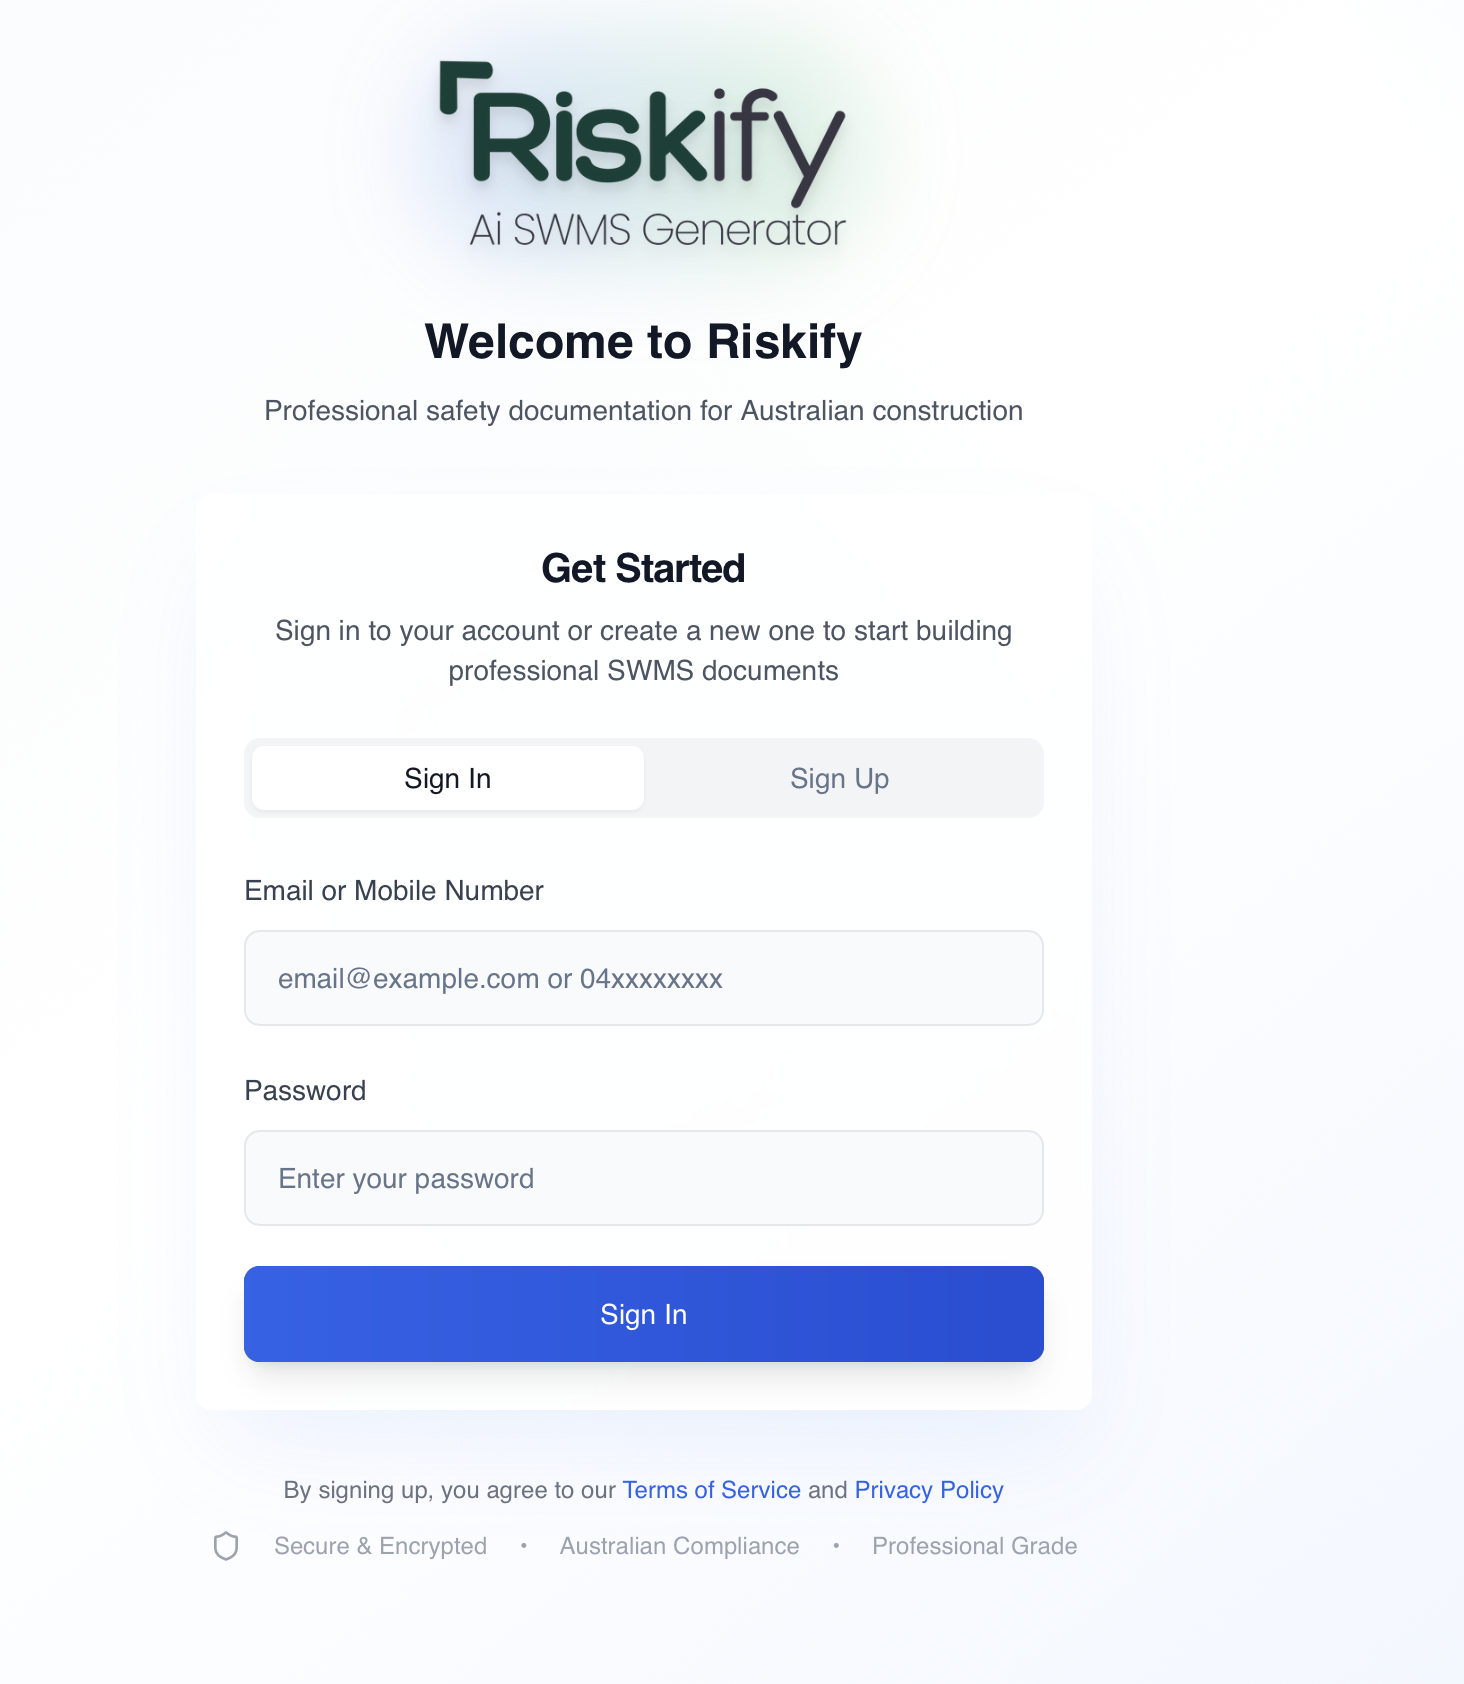 Riskify
Ai SWMS Generator
Welcome to Riskify
Professional safety documentation for Australian construction
Get Started
Sign in to your account or create a new one to start building
professional SWMS documents
Sign In
Sign Up
Email or Mobile Number
email@example.com or 04xxxxxxxx
Password
Enter your password
Sign In
By signing up, you agree to our Terms of Service and Privacy Policy
Secure & Encrypted • Australian Compliance • Professional Grade